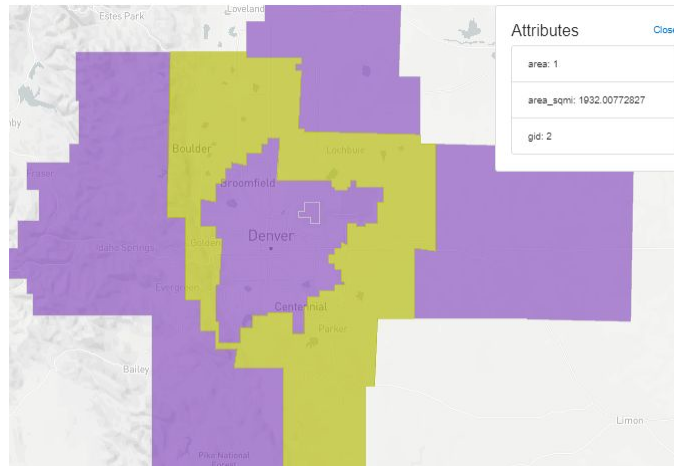 Estes Park
Loveland
Attributes
Close
area: 1
area_sqmi: 1932.00772827
gid: 2
Boulder
Lochbuie
Fraser
Broomfield
Denver
Golden
Idaho Springs
Evergreen
Centennial
Parker
Bailey
Limon
Pike National